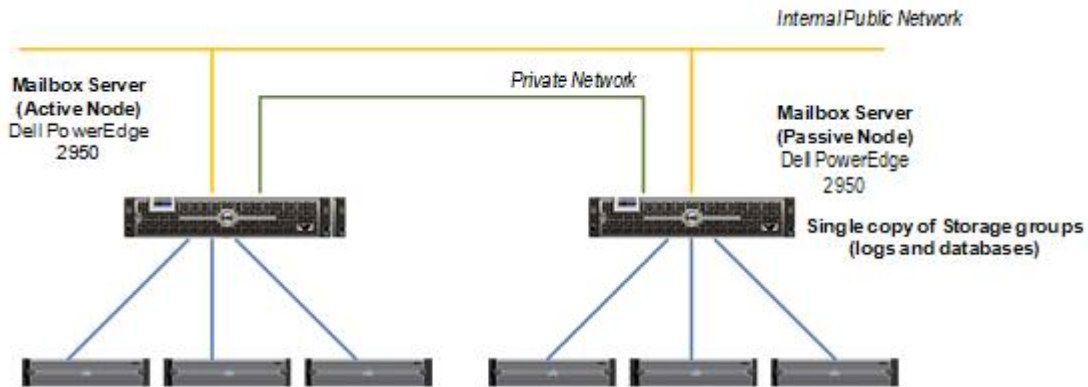 Internal Public Network
Private Network
Mailbox Server
(Active Node)
Dell PowerEdge
2950
Mailbox Server
(Passive Node)
Dell PowerEdge
2950
Single copy of Storage groups
(logs and databases)